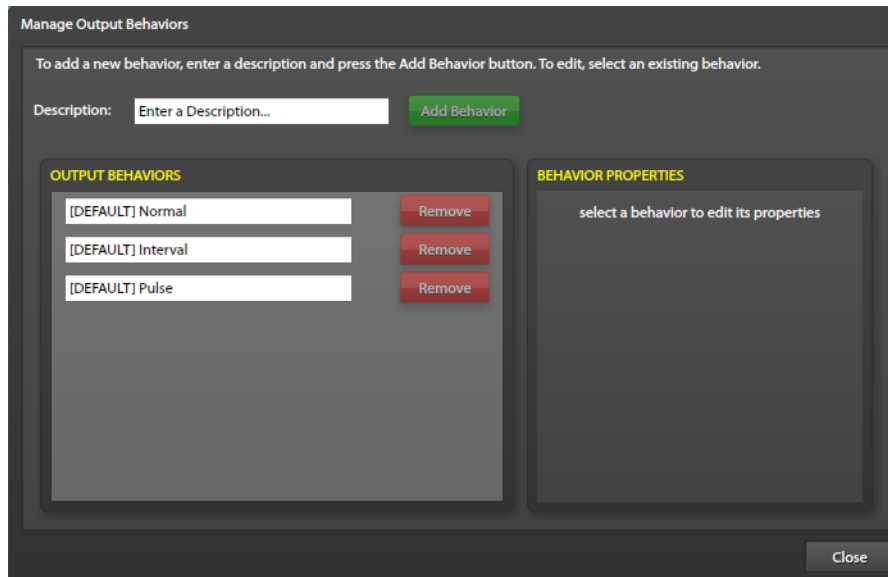 Manage Output Behaviors
To add a new behavior, enter a description and press the Add Behavior button. To edit, select an existing behavior.
Description: Enter a Description... Add Behavior
OUTPUT BEHAVIORS
[DEFAULT] Normal Remove
[DEFAULT] Interval Remove
[DEFAULT] Pulse Remove
BEHAVIOR PROPERTIES
select a behavior to edit its properties
Close